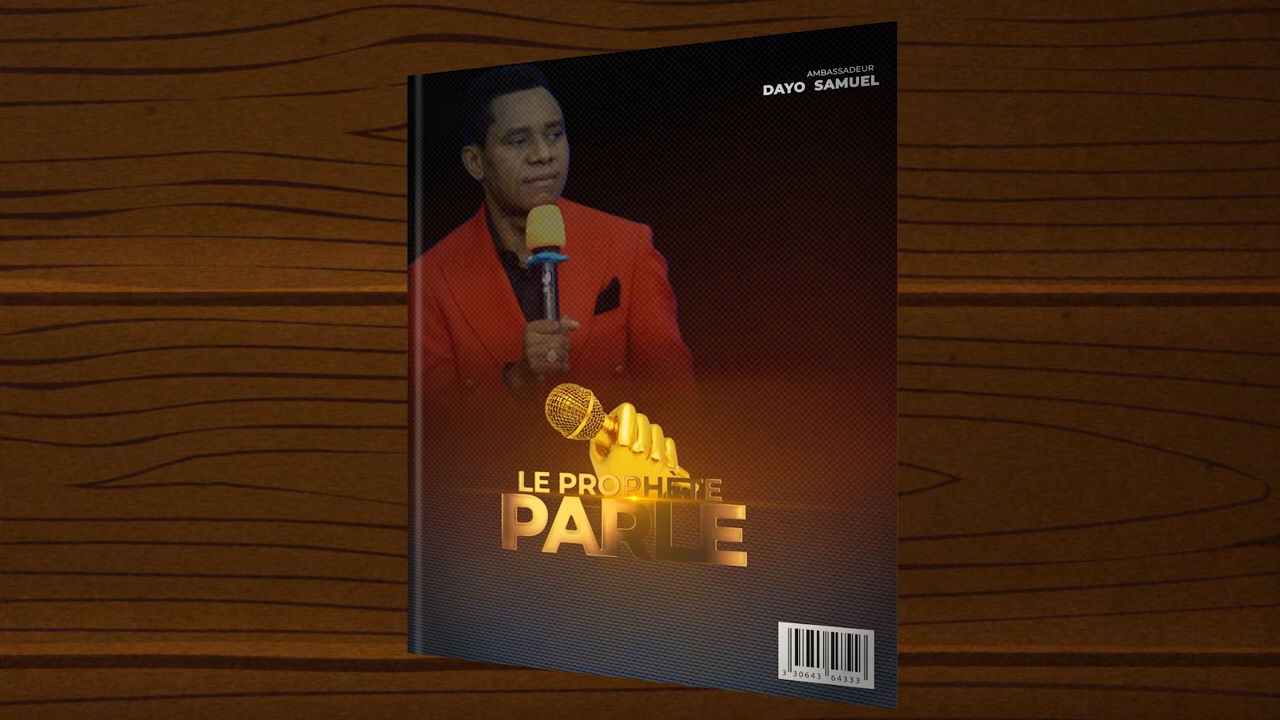 AMBASSADEUR
DAYO SAMUEL
LE PROPHÈTE
PARLE
3 30643 64333